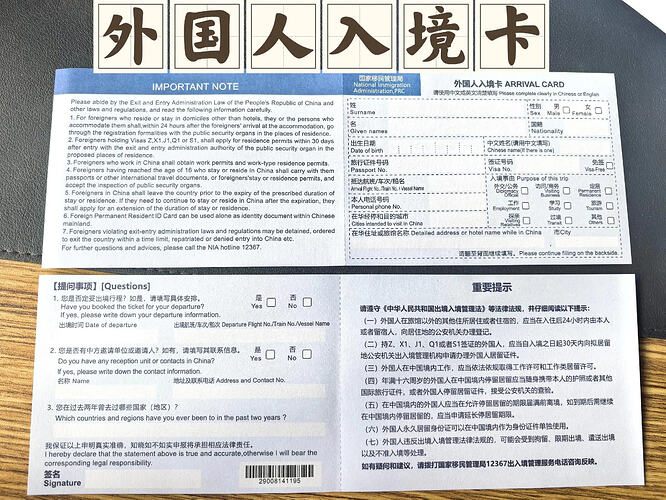 外国人入境卡
IMPORTANT NOTE
Please abide by the Exit and Entry Administration Law of the People's Republic of China and
other laws and regulations, and read the following information carefully.
1. For foreigners who reside or stay in domiciles other than hotels, they or the persons who
accommodate them shall within 24 hours after the foreigners' arrival at the accommodation, go
through the registration formalities with the public security organs in the places of residence.
2. Foreigners holding Visas Z,X1,J1,Q1 or S1, shall apply for residence permits within 30 days
after entry with the exit and entry administration authority of the public security organ in the
proposed places of residence.
3. Foreigners who work in China shall obtain work permits and work-type residence permits.
4. Foreigners having reached the age of 16 who stay or reside in China shall carry with them
passports or other international travel documents, or foreigners'stay or residence permits, and
accept the inspection of public security organs.
5. Foreigners in China shall leave the country prior to the expiry of the prescribed duration of
stay or residence. If they need to continue to stay or reside in China after the expiration, they
shall apply for an extension of the duration of stay or residence.
6. Foreign Permanent Resident ID Card can be used alone as identity document within Chinese
mainland.
7. Foreigners violating exit-entry administration laws and regulations may be detained, ordered
to exit the country within a time limit, repatriated or denied entry into China etc.
For further questions and advices, please call the NIA hotline 12367.
国家移民管理局
National Immigration
Administration,PRC
外国人入境卡 ARRIVAL CARD
请使用中文或英文清楚填写 Please complete clearly in Chinese or English
姓
Surname
性别
Sex
男
Male
女
Female
名
Given names
国籍
Nationality
出生日期
Date of birth
中文姓名(请用中文填写)
Chinese name(if there is one)
旅行证件号码
Passport No.
签证号码
Visa No.
免签
Visa-Free
抵达航班/车次/船名
Arrival Flight No./Train No./Vessel Name
入境事由 Purpose of this trip
外交/公务
Diplomacy
Office
访问/商务
Visiting
Business
定居
Permanent
Residence
本人电话号码
Personal phone No.
工作
Employment
学习
Study
旅游
Tourism
在华经停和目的城市
Cities intended to visit in China
探亲
Visiting
Relatives
过境
Transit
其他
Others
在华住址或旅馆名称 Detailed address or hotel name while in China
市City
请翻至背面继续填写。Please continue filling on the backside.
【提问事项】[Questions]
1. 您是否定妥出境行程？如是，请填写具体安排。
Have you booked the ticket for your departure?
If yes, please write down your departure information.
是
Yes
否
No
出境时间 Date of departure
出境航班/车次/船次 Departure Flight No./Train No./Vessel Name
2. 您是否有中方邀请单位或邀请人？如有，请填写其联系信息。
Do you have any reception unit or contacts in China?
If yes, please write down the contact information.
是
Yes
否
No
名称 Name
地址及联系电话 Address and Contact No.
3. 您在过去两年曾去过哪些国家（地区）？
Which countries and regions have you ever been to in the past two years ?
我保证以上申明真实准确，知晓如不如实申报将承担相应法律责任。
I hereby declare that the statement above is true and accurate,otherwise I will bear the
corresponding legal responsibility.
签名
Signature
29008141195
重要提示
请遵守《中华人民共和国出境入境管理法》等法律法规，并仔细阅读以下提示：
（一）外国人在旅馆以外的其他住所居住或者住宿的，应当在入住后24小时内由本人
或者留宿人，向居住地的公安机关办理登记。
（二）持Z、X1、J1、Q1或者S1签证的外国人，应当自入境之日起30天内向拟居留
地公安机关出入境管理机构申请办理外国人居留证件。
（三）外国人在中国境内工作，应当依法依规取得工作许可和工作类居留许可。
（四）年满十六周岁的外国人在中国境内停留居留应当随身携带本人的护照或者其他
国际旅行证件，或者外国人停留居留证件，接受公安机关的查验。
（五）在中国境内的外国人应当在允许停留居留的期限届满前离境，如到期后需继续
在中国境内停留居留的，应当申请延长停留居留期限。
（六）外国人永久居留身份证可以在中国境内作为身份证件单独使用。
（七）外国人违反出境入境管理法律法规的，可能会受到拘留、限期出境、遣送出境
以及不准入境等处理。
如有疑问和建议，请拨打国家移民管理局12367出入境管理服务电话咨询反映。